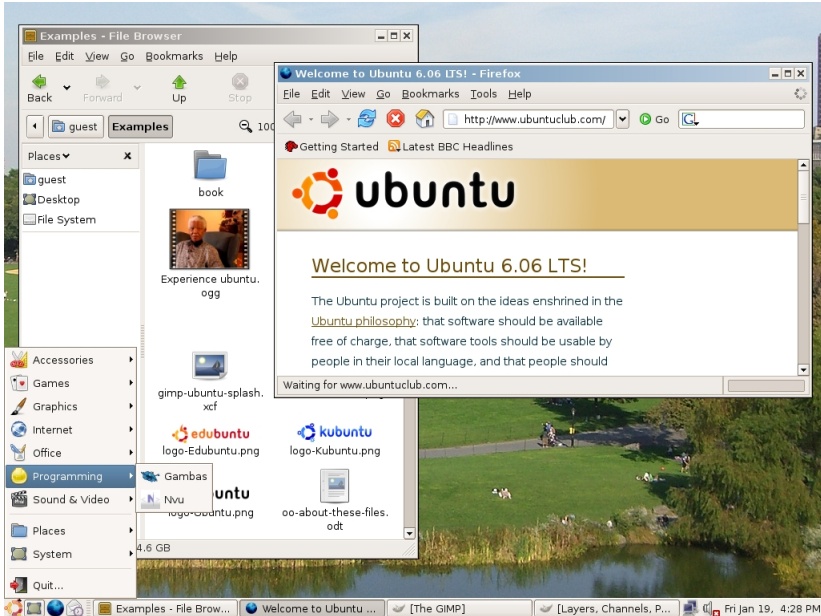 Examples - File Browser
File Edit View Go Bookmarks Help
Back Forward Up Stop
guest Examples 100
Places
guest
Desktop
File System
book
Experience ubuntu.
ogg
gimp-ubuntu-splash.
xcf
edubuntu
logo-Edubuntu.png
kubuntu
logo-Kubuntu.png
oo-about-these-files.
odt
4.6 GB
Welcome to Ubuntu 6.06 LTS! - Firefox
File Edit View Go Bookmarks Tools Help
http://www.ubuntuclub.com/ Go
Getting Started Latest BBC Headlines
ubuntu
Welcome to Ubuntu 6.06 LTS!
The Ubuntu project is built on the ideas enshrined in the
Ubuntu philosophy: that software should be available
free of charge, that software tools should be usable by
people in their local language, and that people should
Waiting for www.ubuntuclub.com...
Accessories
Games
Graphics
Internet
Office
Programming
Sound & Video
Places
System
Quit...
Gambas
Nvu
Examples - File Brow... Welcome to Ubuntu ... [The GIMP] [Layers, Channels, P... Fri Jan 19, 4:28 PM